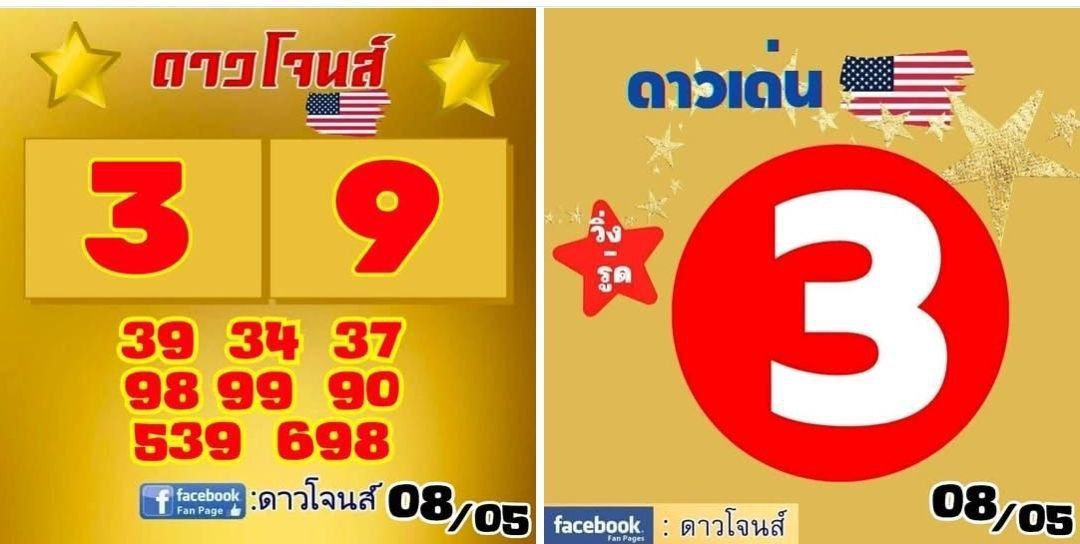 ดาวโจนส์
3 9
39 34 37
98 99 90
539 698
facebook
Fan Page
:ดาวโจนส์ 08/05
ดาวเด่น
วิ่ง
-
รูด
3
facebook.
Fan Pages
: ดาวโจนส์
08/05